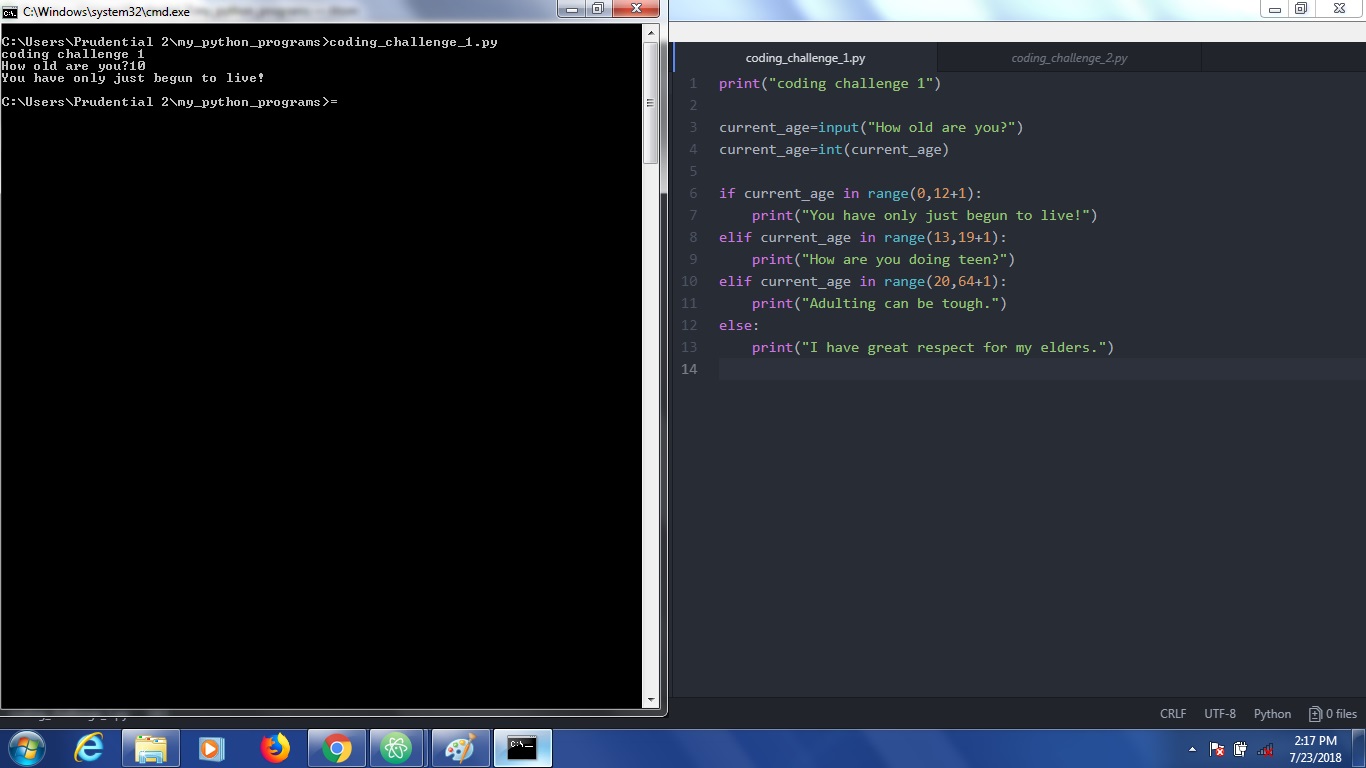 C:\Windows\system32\cmd.exe
C:\Users\Prudential 2\my_python_programs>coding_challenge_1.py
coding challenge 1
How old are you?10
You have only just begun to live!
C:\Users\Prudential 2\my_python_programs>=
coding_challenge_1.py
coding_challenge_2.py
1 print("coding challenge 1")
2
3 current_age=input("How old are you?")
4 current_age=int(current_age)
5
6 if current_age in range(0,12+1):
7     print("You have only just begun to live!")
8 elif current_age in range(13,19+1):
9     print("How are you doing teen?")
10 elif current_age in range(20,64+1):
11     print("Adulting can be tough.")
12 else:
13     print("I have great respect for my elders.")
14
CRLF UTF-8 Python 0 files
2:17 PM
7/23/2018